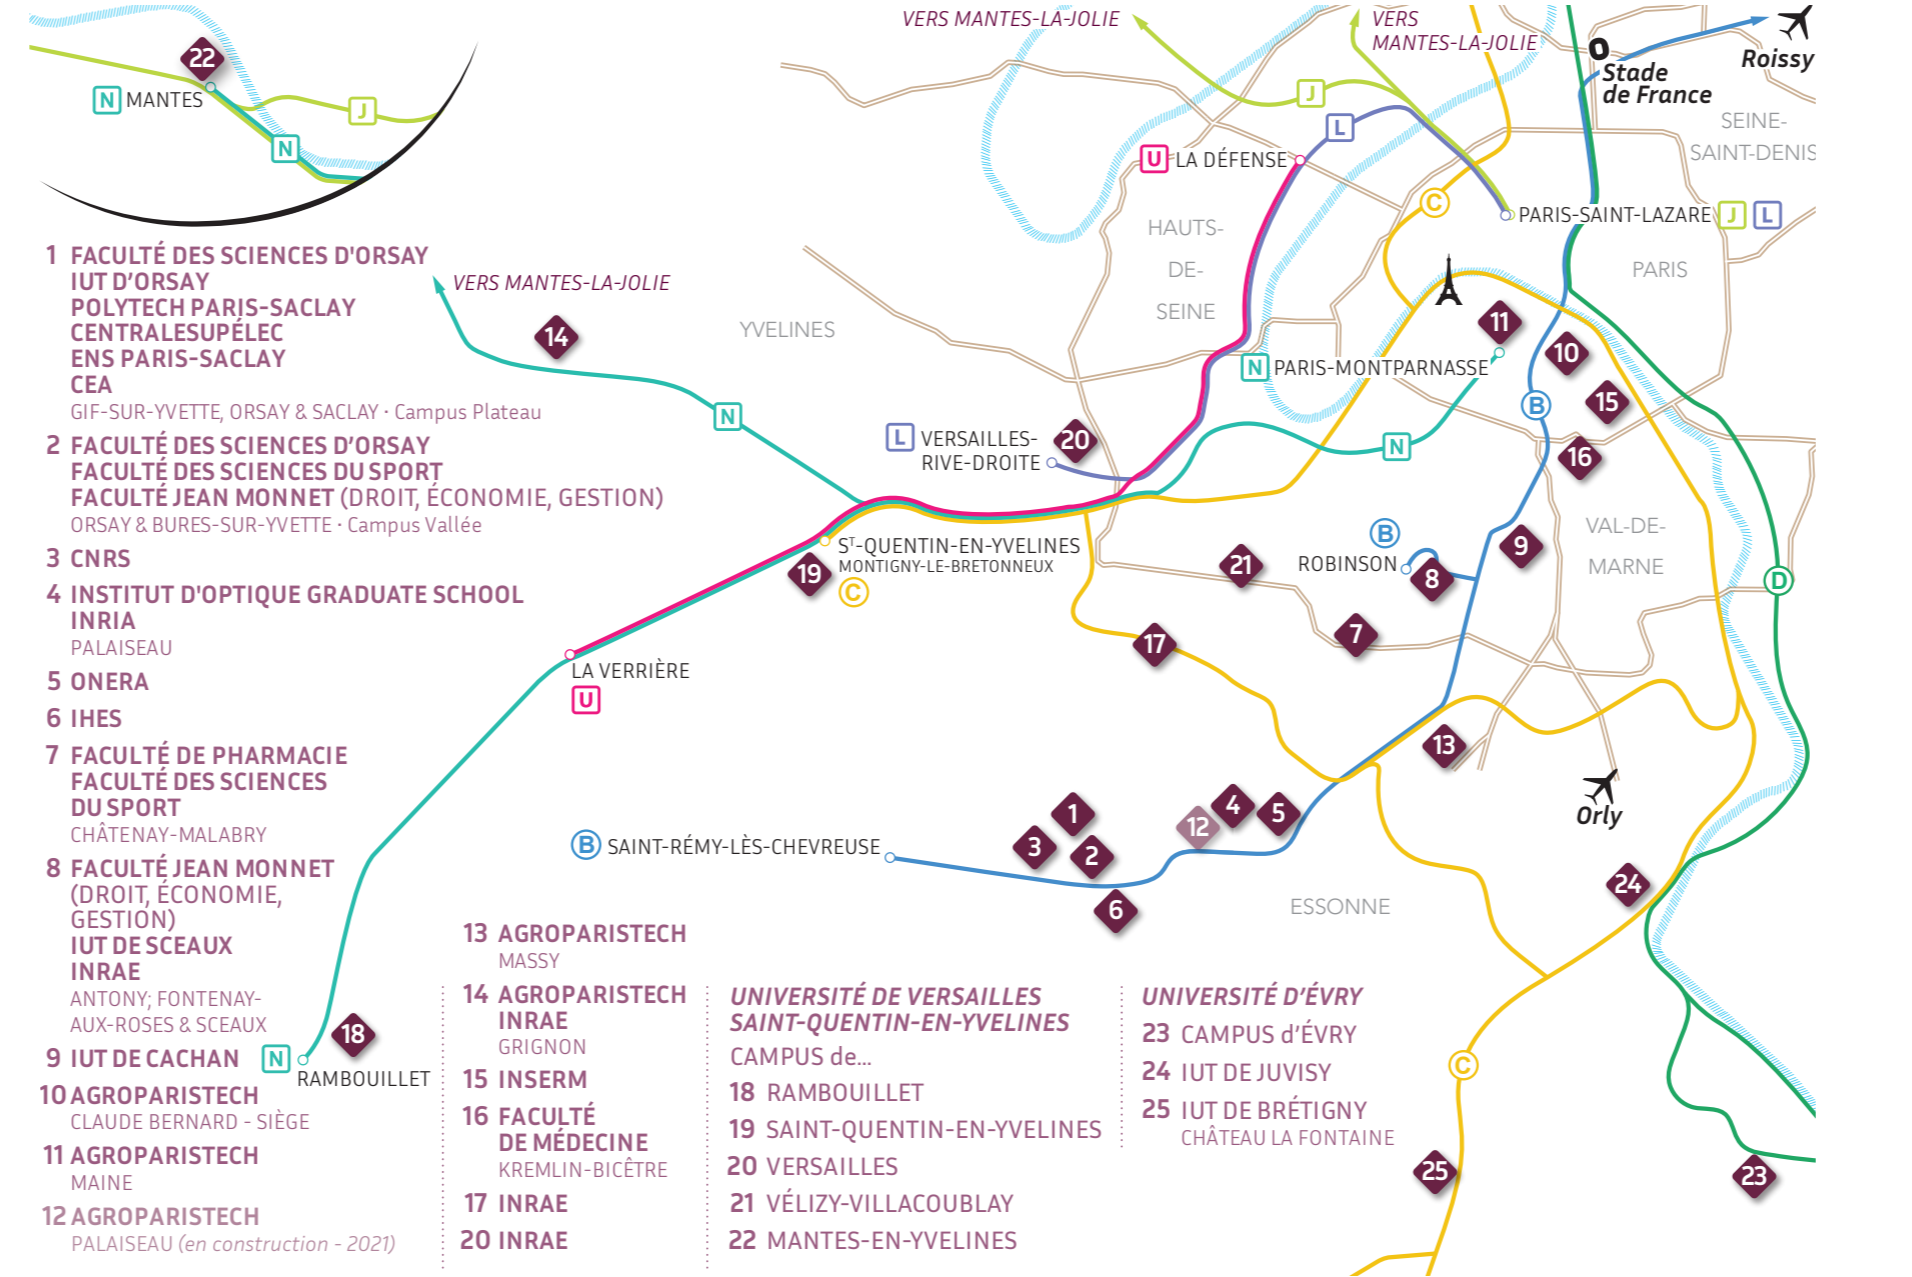 VERS MANTES-LA-JOLIE
VERS
MANTES-LA-JOLIE
Roissy
Stade
de France
22
N MANTES
J
N
SEINE-
SAINT-DENIS
J
L
U LA DÉFENSE
C
PARIS-SAINT-LAZARE J L
HAUTS-
DE-
SEINE
PARIS
YVELINES
VERS MANTES-LA-JOLIE
14
11
10
N PARIS-MONTPARNASSE
B
15
N
L VERSAILLES-
RIVE-DROITE
20
N
16
VAL-DE-
MARNE
B
ROBINSON
8
9
21
ST-QUENTIN-EN-YVELINES
MONTIGNY-LE-BRETONNEUX
19
C
D
7
17
LA VERRIÈRE
U
13
Orly
1
12
4
5
3
2
B SAINT-RÉMY-LÈS-CHEVREUSE
6
ESSONNE
24
C
25
23
18
N
RAMBOUILLET
1 FACULTÉ DES SCIENCES D'ORSAY
IUT D’ORSAY
POLYTECH PARIS-SACLAY
CENTRALESUPÉLEC
ENS PARIS-SACLAY
CEA
GIF-SUR-YVETTE, ORSAY & SACLAY · Campus Plateau
2 FACULTÉ DES SCIENCES D’ORSAY
FACULTÉ DES SCIENCES DU SPORT
FACULTÉ JEAN MONNET (DROIT, ÉCONOMIE, GESTION)
ORSAY & BURES-SUR-YVETTE · Campus Vallée
3 CNRS
4 INSTITUT D'OPTIQUE GRADUATE SCHOOL
INRIA
PALAISEAU
5 ONERA
6 IHES
7 FACULTÉ DE PHARMACIE
FACULTÉ DES SCIENCES
DU SPORT
CHÂTENAY-MALABRY
8 FACULTÉ JEAN MONNET
(DROIT, ÉCONOMIE,
GESTION)
IUT DE SCEAUX
INRAE
ANTONY; FONTENAY-
AUX-ROSES & SCEAUX
9 IUT DE CACHAN
10 AGROPARISTECH
CLAUDE BERNARD - SIÈGE
11 AGROPARISTECH
MAINE
12 AGROPARISTECH
PALAISEAU (en construction - 2021)
13 AGROPARISTECH
MASSY
14 AGROPARISTECH
INRAE
GRIGNON
15 INSERM
16 FACULTÉ
DE MÉDECINE
KREMLIN-BICÊTRE
17 INRAE
20 INRAE
UNIVERSITÉ DE VERSAILLES
SAINT-QUENTIN-EN-YVELINES
CAMPUS de...
18 RAMBOUILLET
19 SAINT-QUENTIN-EN-YVELINES
20 VERSAILLES
21 VÉLIZY-VILLACOUBLAY
22 MANTES-EN-YVELINES
UNIVERSITÉ D’ÉVRY
23 CAMPUS d’ÉVRY
24 IUT DE JUVISY
25 IUT DE BRÉTIGNY
CHÂTEAU LA FONTAINE